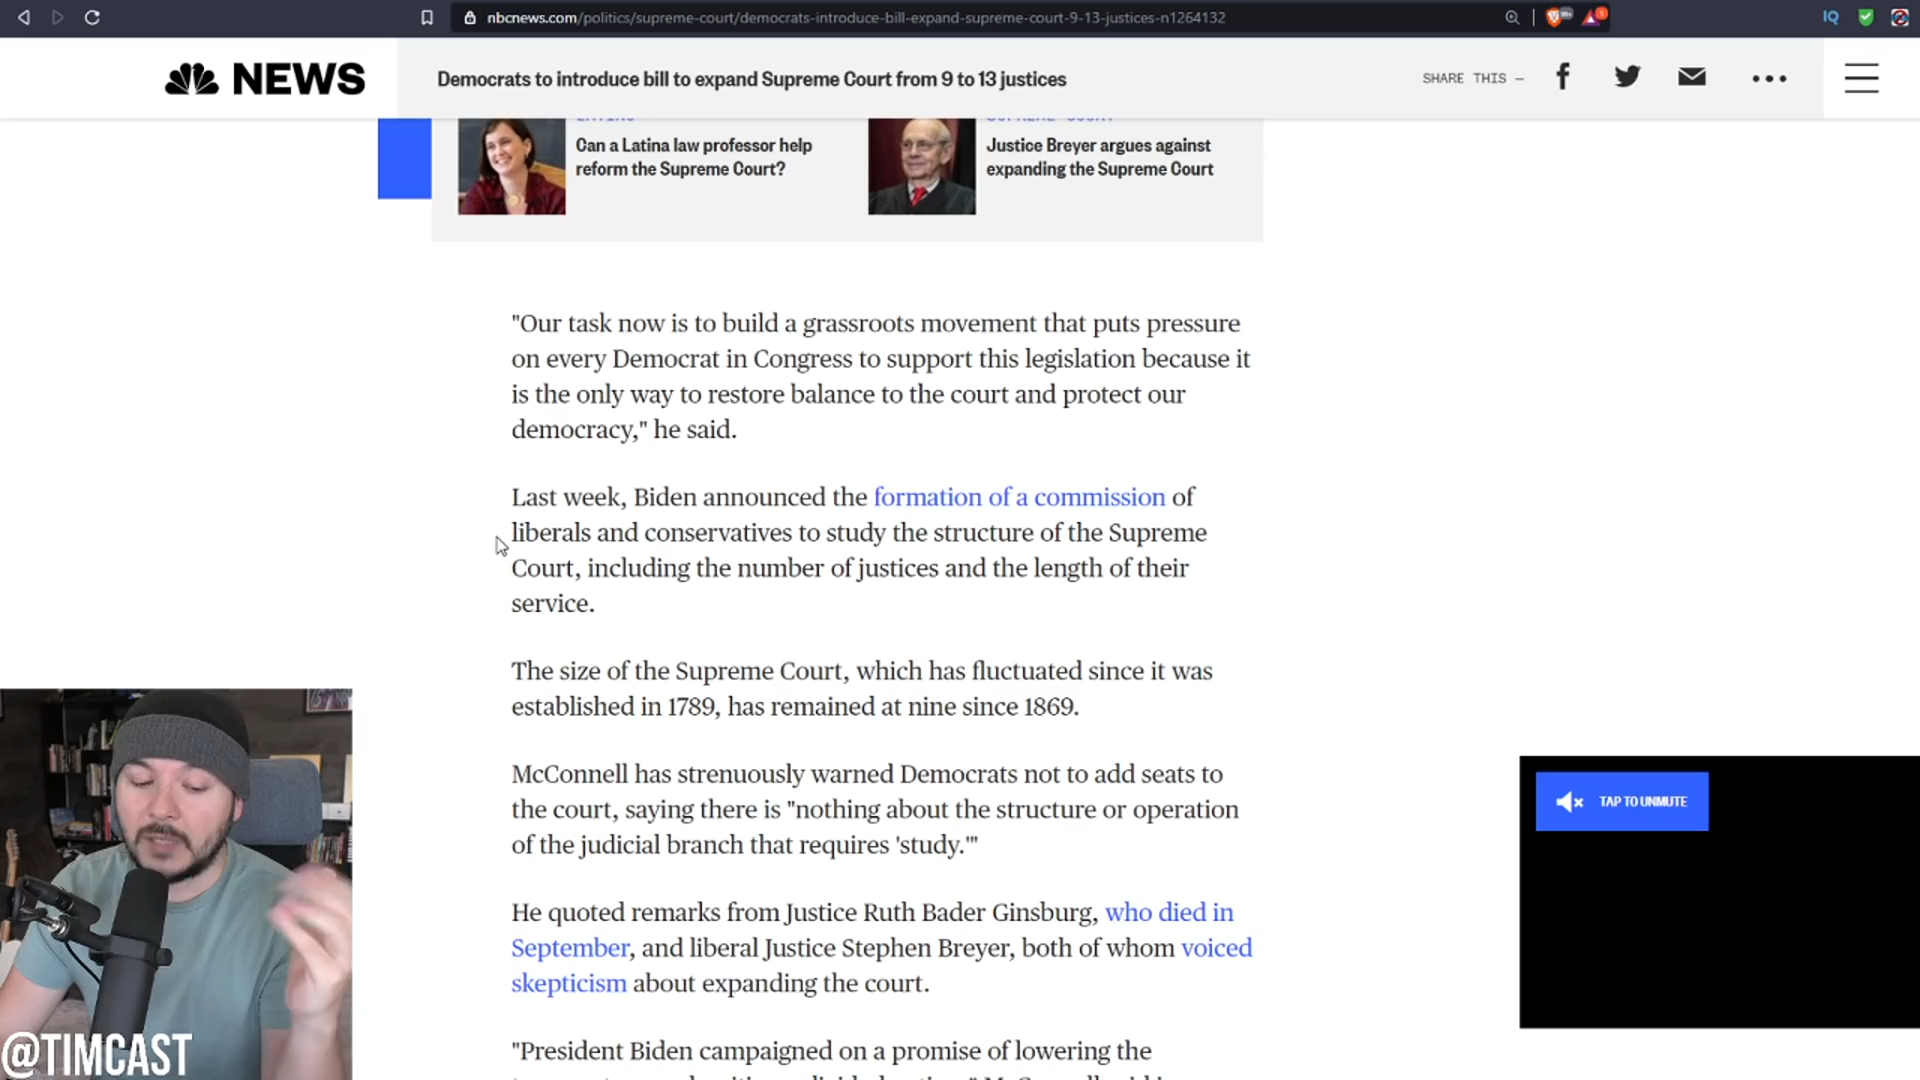 nbcnews.com/politics/supreme-court/democrats-introduce-bill-expand-supreme-court-9-13-justices-n1264132
IQ
NEWS
Democrats to introduce bill to expand Supreme Court from 9 to 13 justices
SHARE THIS —
Can a Latina law professor help
reform the Supreme Court?
Justice Breyer argues against
expanding the Supreme Court
"Our task now is to build a grassroots movement that puts pressure
on every Democrat in Congress to support this legislation because it
is the only way to restore balance to the court and protect our
democracy," he said.
Last week, Biden announced the formation of a commission of
liberals and conservatives to study the structure of the Supreme
Court, including the number of justices and the length of their
service.
The size of the Supreme Court, which has fluctuated since it was
established in 1789, has remained at nine since 1869.
McConnell has strenuously warned Democrats not to add seats to
the court, saying there is "nothing about the structure or operation
of the judicial branch that requires 'study.'"
He quoted remarks from Justice Ruth Bader Ginsburg, who died in
September, and liberal Justice Stephen Breyer, both of whom voiced
skepticism about expanding the court.
"President Biden campaigned on a promise of lowering the
TAP TO UNMUTE
@TIMCAST